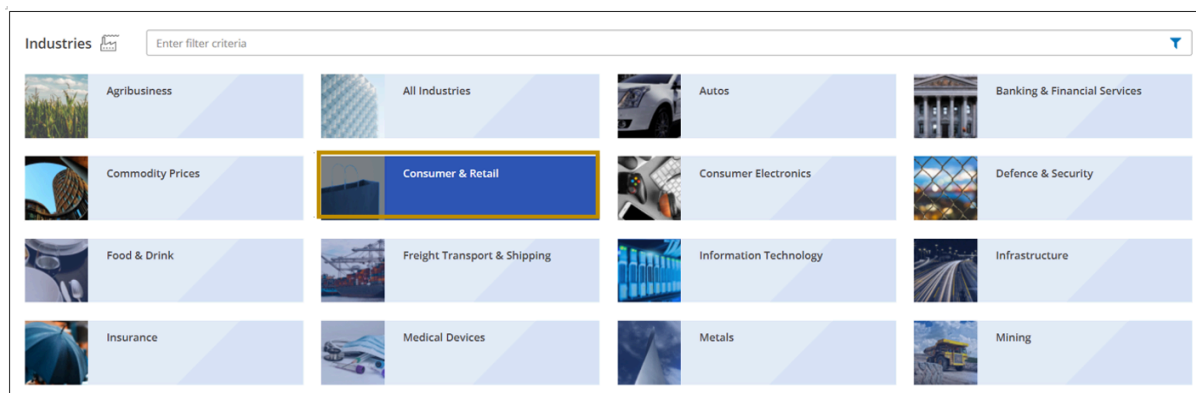 Industries
Enter filter criteria
Agribusiness
All Industries
Autos
Banking & Financial Services
Commodity Prices
Consumer & Retail
Consumer Electronics
Defence & Security
Food & Drink
Freight Transport & Shipping
Information Technology
Infrastructure
Insurance
Medical Devices
Metals
Mining